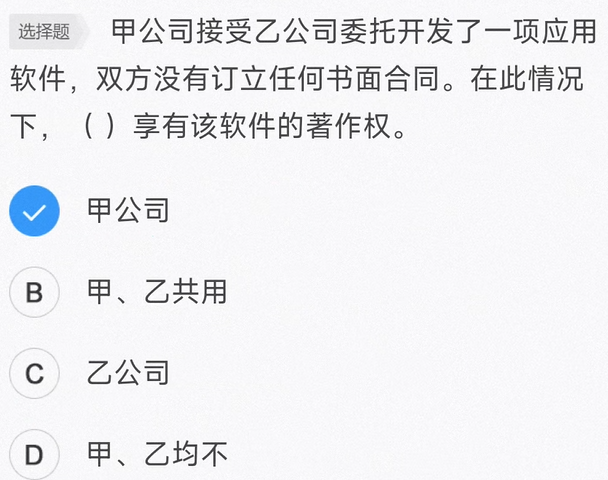 选择题 甲公司接受乙公司委托开发了一项应用
软件，双方没有订立任何书面合同。在此情况
下，（ ）享有该软件的著作权。
甲公司
B 甲、乙共用
C 乙公司
D 甲、乙均不